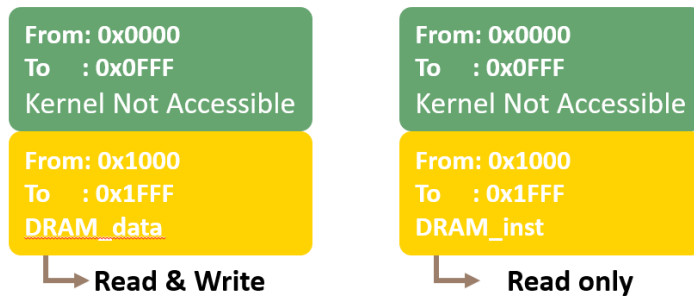 From: 0x0000
To : 0x0FFF
Kernel Not Accessible
From: 0x1000
To : 0x1FFF
DRAM_data
Read & Write
From: 0x0000
To : 0x0FFF
Kernel Not Accessible
From: 0x1000
To : 0x1FFF
DRAM_inst
Read only